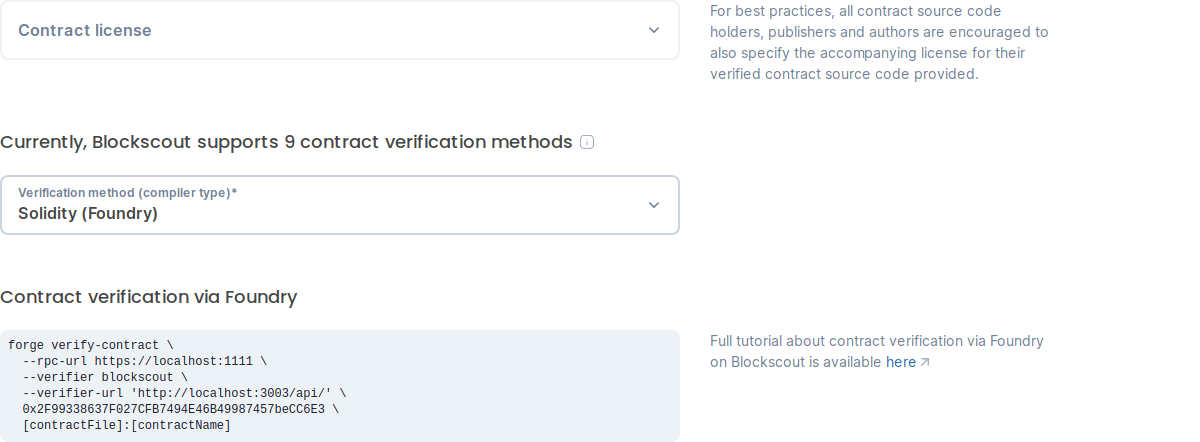 Contract license
For best practices, all contract source code
holders, publishers and authors are encouraged to
also specify the accompanying license for their
verified contract source code provided.
Currently, Blockscout supports 9 contract verification methods
Verification method (compiler type)*
Solidity (Foundry)
Contract verification via Foundry
forge verify-contract \
  --rpc-url https://localhost:1111 \
  --verifier blockscout \
  --verifier-url 'http://localhost:3003/api/' \
  0x2F99338637F027CFB7494E46B49987457beCC6E3 \
  [contractFile]:[contractName]
Full tutorial about contract verification via Foundry
on Blockscout is available here